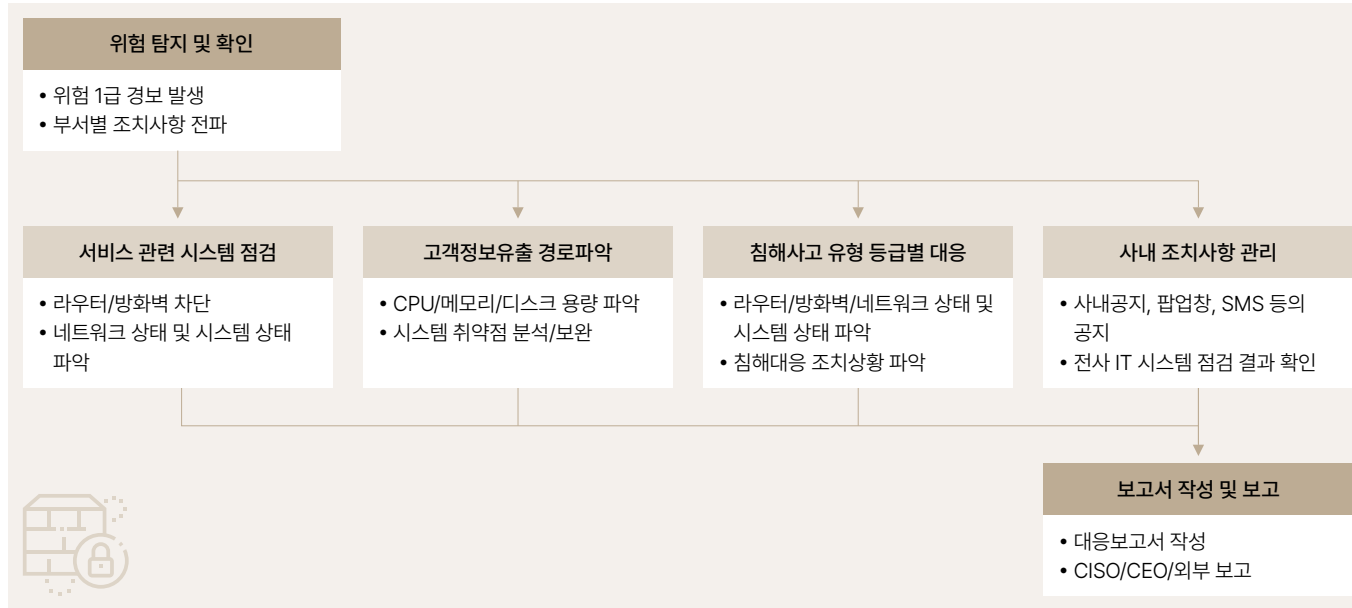 위험 탐지 및 확인
• 위험 1급 경보 발생
• 부서별 조치사항 전파
서비스 관련 시스템 점검
• 라우터/방화벽 차단
• 네트워크 상태 및 시스템 상태
파악
고객정보유출 경로파악
• CPU/메모리/디스크 용량 파악
• 시스템 취약점 분석/보완
침해사고 유형 등급별 대응
• 라우터/방화벽/네트워크 상태 및
시스템 상태 파악
• 침해대응 조치상황 파악
사내 조치사항 관리
• 사내공지, 팝업창, SMS 등의
공지
• 전사 IT 시스템 점검 결과 확인
보고서 작성 및 보고
• 대응보고서 작성
• CISO/CEO/외부 보고